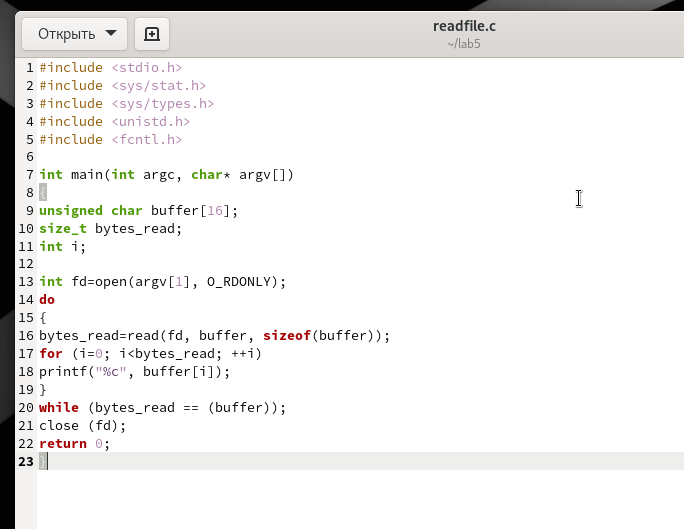 Открыть
readfile.c
~/lab5
1 #include <stdio.h>
2 #include <sys/stat.h>
3 #include <sys/types.h>
4 #include <unistd.h>
5 #include <fcntl.h>
6
7 int main(int argc, char* argv[])
8 {
9 unsigned char buffer[16];
10 size_t bytes_read;
11 int i;
12
13 int fd=open(argv[1], O_RDONLY);
14 do
15 {
16 bytes_read=read(fd, buffer, sizeof(buffer));
17 for (i=0; i<bytes_read; ++i)
18 printf("%c", buffer[i]);
19 }
20 while (bytes_read == (buffer));
21 close (fd);
22 return 0;
23 }